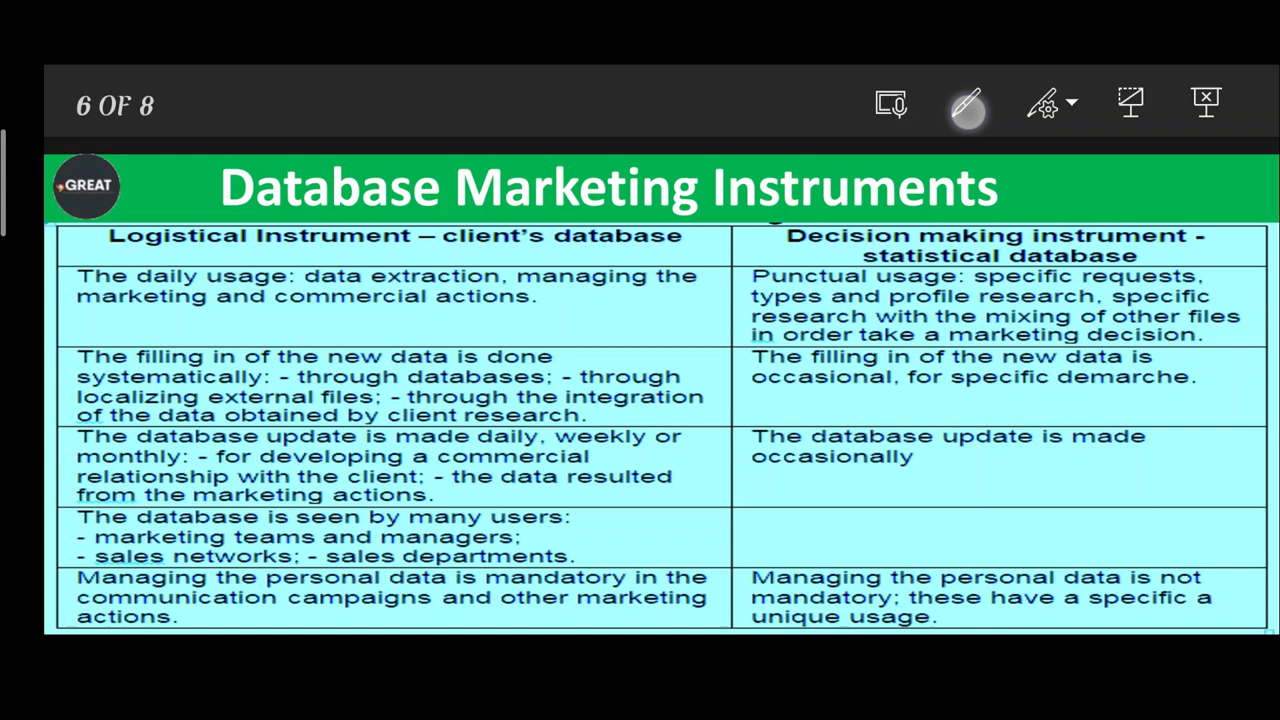 6 OF 8
GREAT
Database Marketing Instruments
Logistical Instrument – client's database
Decision making instrument -
statistical database
The daily usage: data extraction, managing the
marketing and commercial actions.
Punctual usage: specific requests,
types and profile research, specific
research with the mixing of other files
in order take a marketing decision.
The filling in of the new data is done
systematically: - through databases; - through
localizing external files; - through the integration
of the data obtained by client research.
The filling in of the new data is
occasional, for specific demarche.
The database update is made daily, weekly or
monthly: - for developing a commercial
relationship with the client; - the data resulted
from the marketing actions.
The database update is made
occasionally
The database is seen by many users:
- marketing teams and managers;
- sales networks; - sales departments.
Managing the personal data is mandatory in the
communication campaigns and other marketing
actions.
Managing the personal data is not
mandatory; these have a specific a
unique usage.